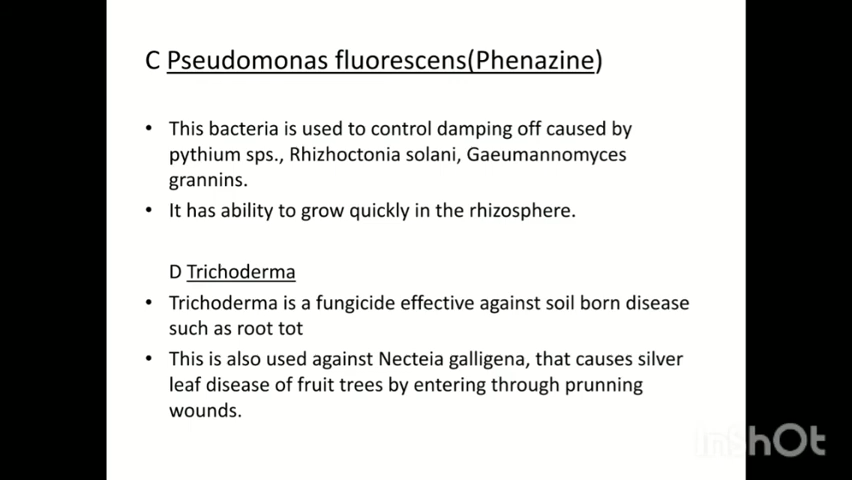 C Pseudomonas fluorescens(Phenazine)
• This bacteria is used to control damping off caused by
pythium sps., Rhizhoctonia solani, Gaeumannomyces
grannins.
• It has ability to grow quickly in the rhizosphere.
D Trichoderma
• Trichoderma is a fungicide effective against soil born disease
such as root tot
• This is also used against Necteia galligena, that causes silver
leaf disease of fruit trees by entering through prunning
wounds.
InShOt